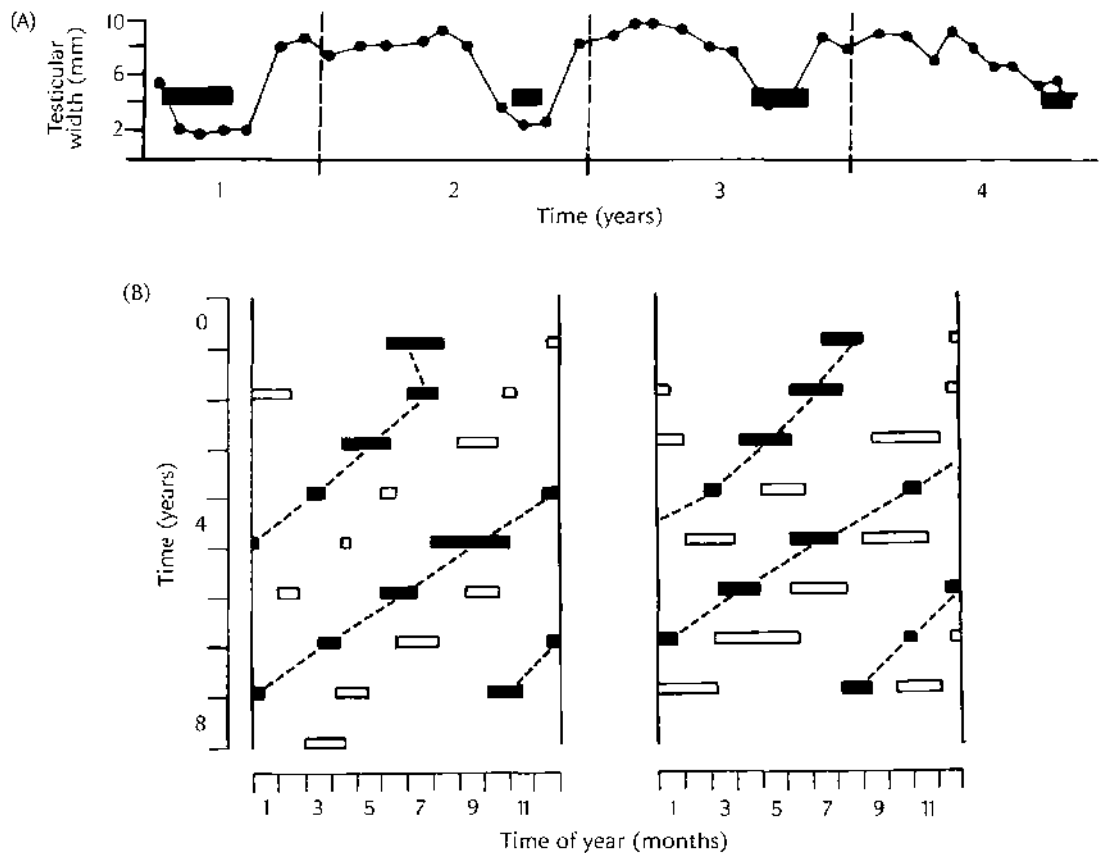 (A)
Testicular
width (mm)
10
6
2
1 2 3 4
Time (years)
(B)
Time (years)
0
4
8
1 3 5 7 9 11
1 3 5 7 9 11
Time of year (months)